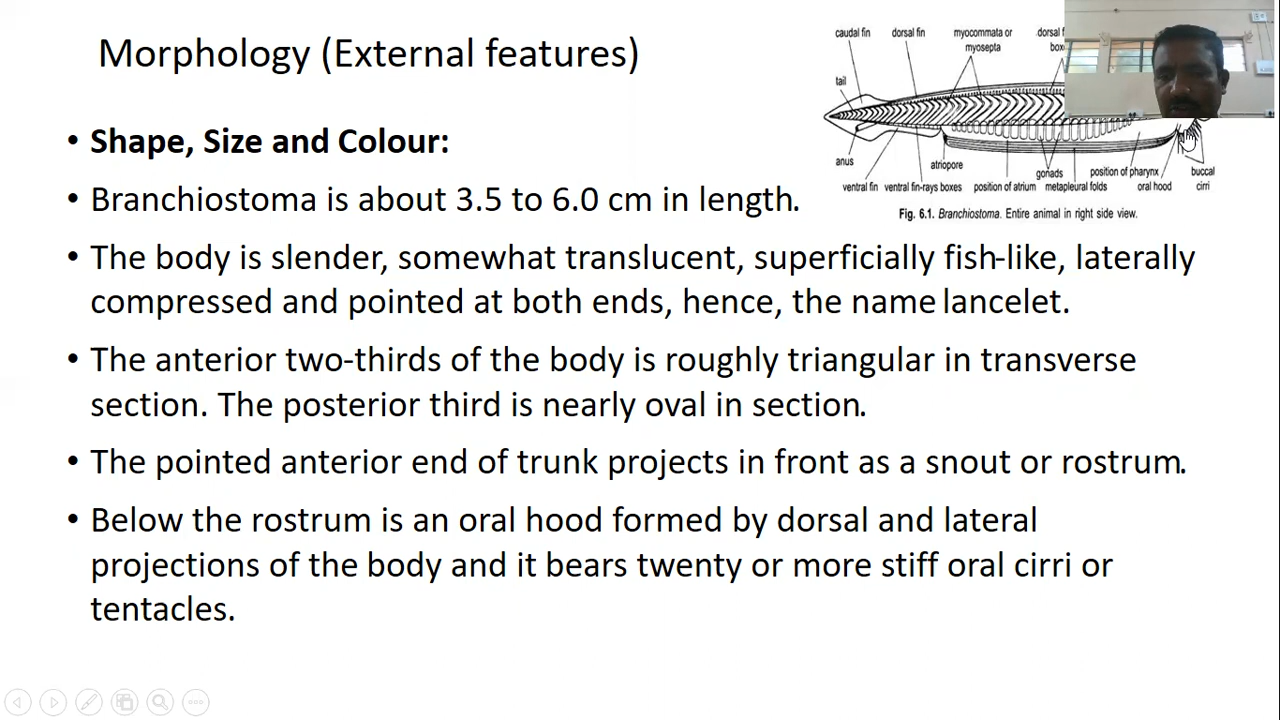 Morphology (External features)
caudal fin dorsal fin myocommata or dorsal
myosepta
tail
anus
atriopore
gonads position of pharynx buccal
ventral fin ventral fin-rays boxes position of atrium metapleural folds oral hood cirri
Fig. 6.1. Branchiostoma. Entire animal in right side view.
• Shape, Size and Colour:
• Branchiostoma is about 3.5 to 6.0 cm in length.
• The body is slender, somewhat translucent, superficially fish-like, laterally
compressed and pointed at both ends, hence, the name lancelet.
• The anterior two-thirds of the body is roughly triangular in transverse
section. The posterior third is nearly oval in section.
• The pointed anterior end of trunk projects in front as a snout or rostrum.
• Below the rostrum is an oral hood formed by dorsal and lateral
projections of the body and it bears twenty or more stiff oral cirri or
tentacles.